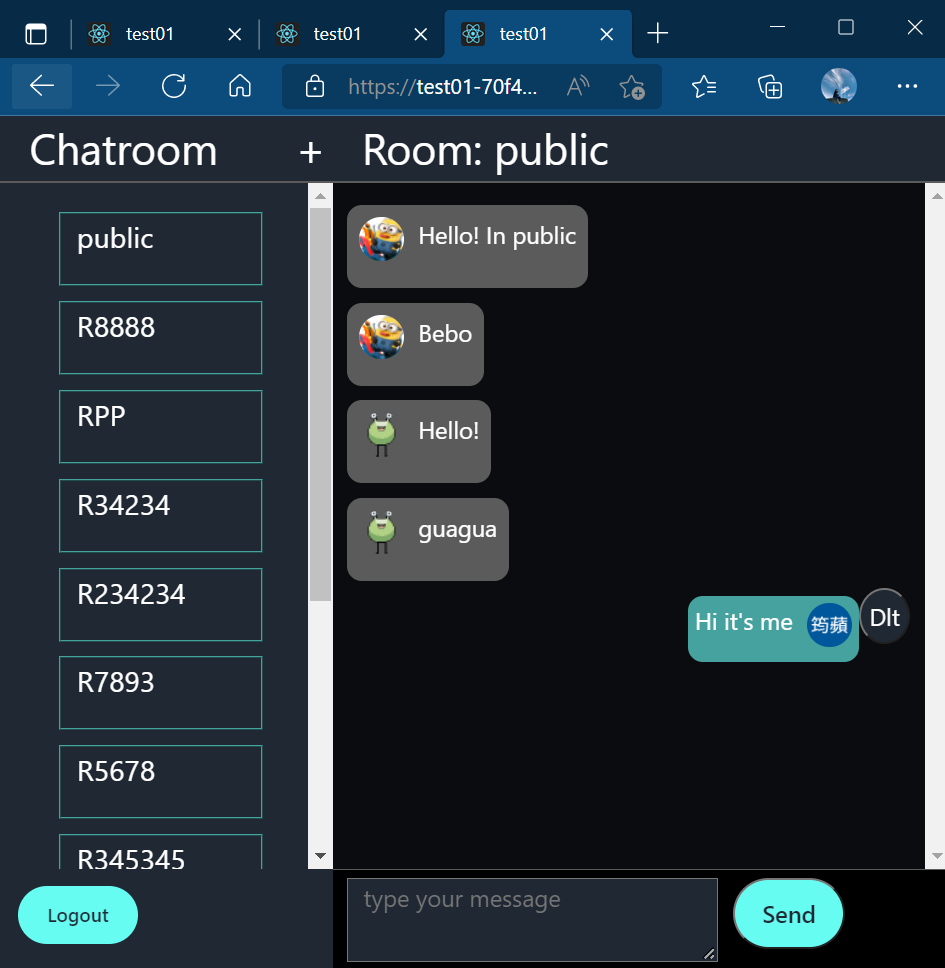 test01
test01
test01
https://test01-70f4...
Chatroom
+
Room: public
public
R8888
RPP
R34234
R234234
R7893
R5678
R345345
Logout
Hello! In public
Bebo
Hello!
guagua
Hi it's me
筠蘋
Dlt
type your message
Send